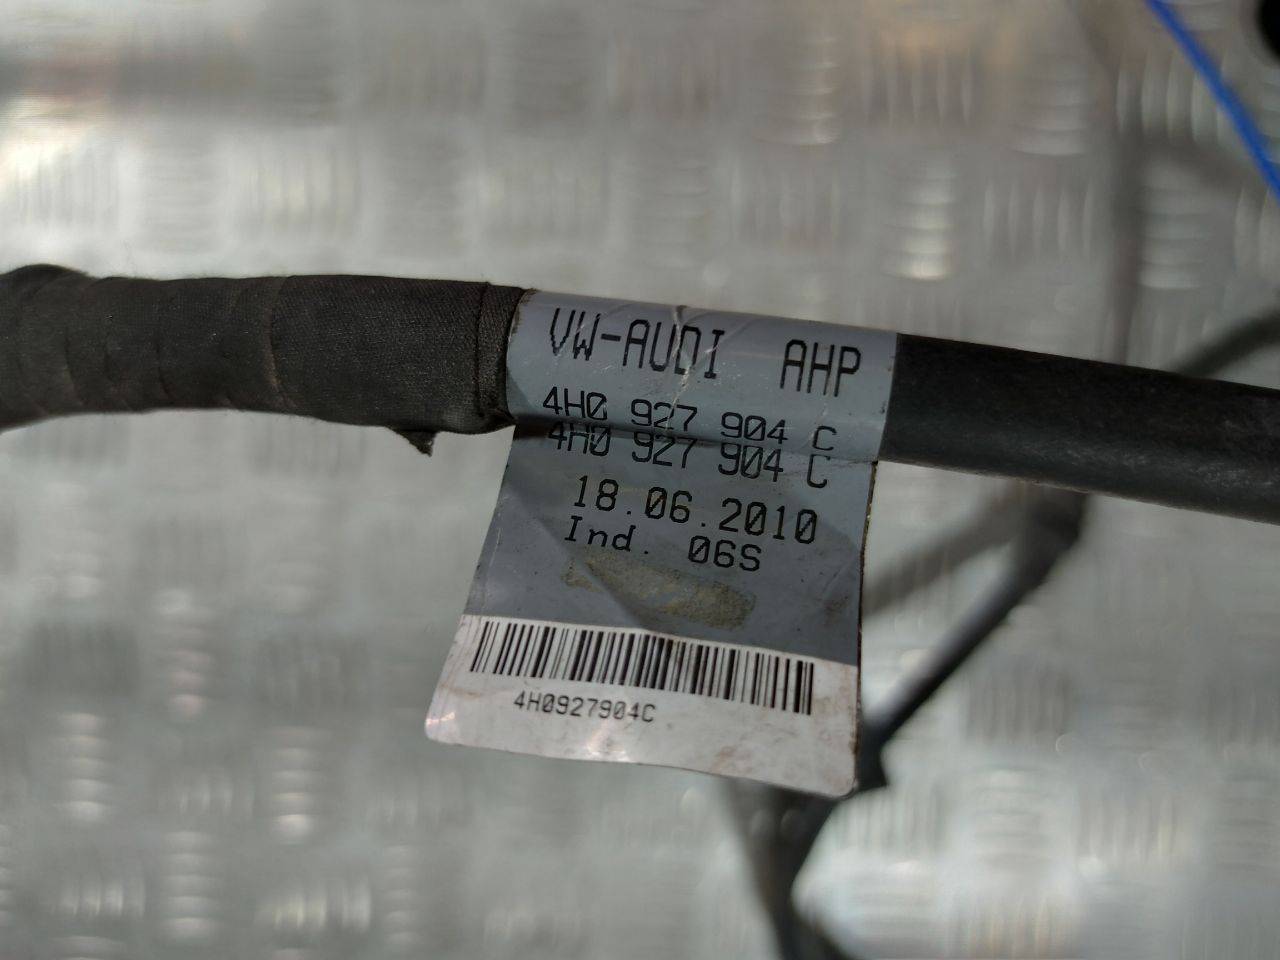 VW-AUDI AHP
4H0 927 904 C
4H0 927 904 C
18.06.2010
Ind. 06S
4H0927904C